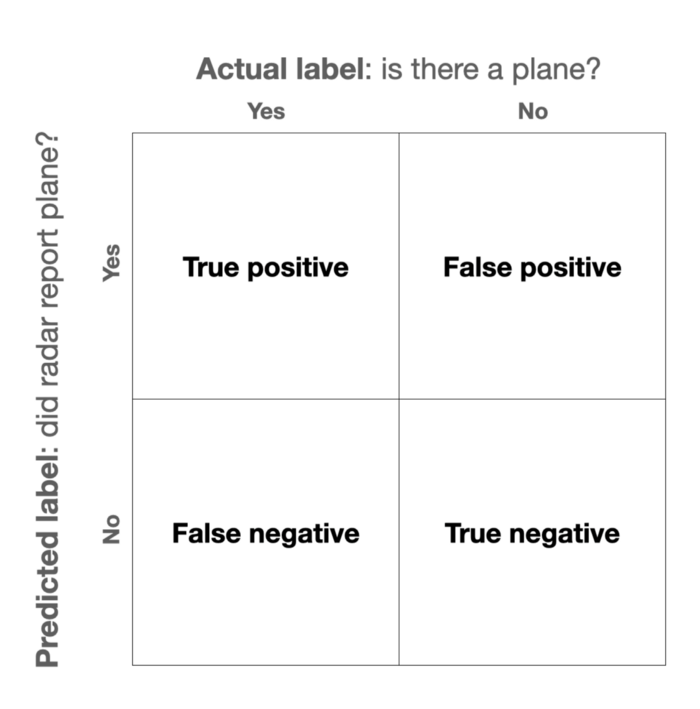 Actual label: is there a plane?
Yes No
Predicted label: did radar report plane?
Yes
True positive False positive
No
False negative True negative